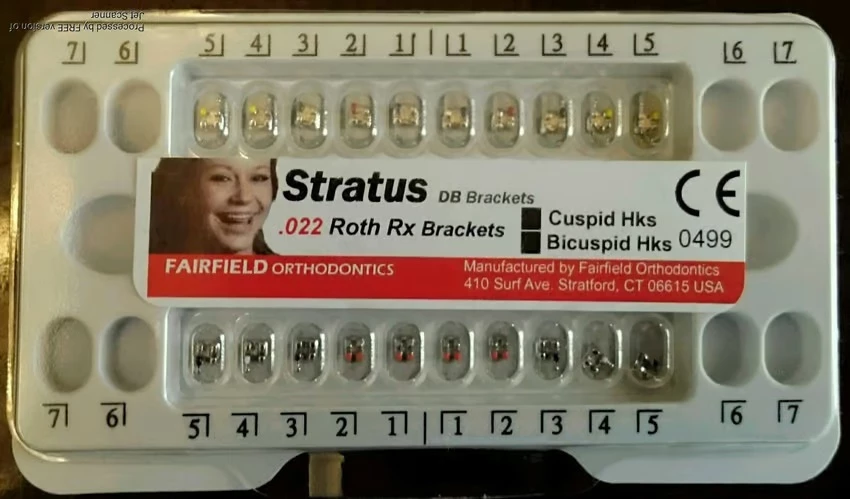 Processed by FREE version of
Jet Scanner
7 6 5 4 3 2 1 | 1 2 3 4 5 6 7
Stratus DB Brackets
.022 Roth Rx Brackets
Cuspid Hks
Bicuspid Hks
CE
0499
FAIRFIELD ORTHODONTICS
Manufactured by Fairfield Orthodontics
410 Surf Ave. Stratford, CT 06615 USA
7 6 5 4 3 2 1 | 1 2 3 4 5 6 7